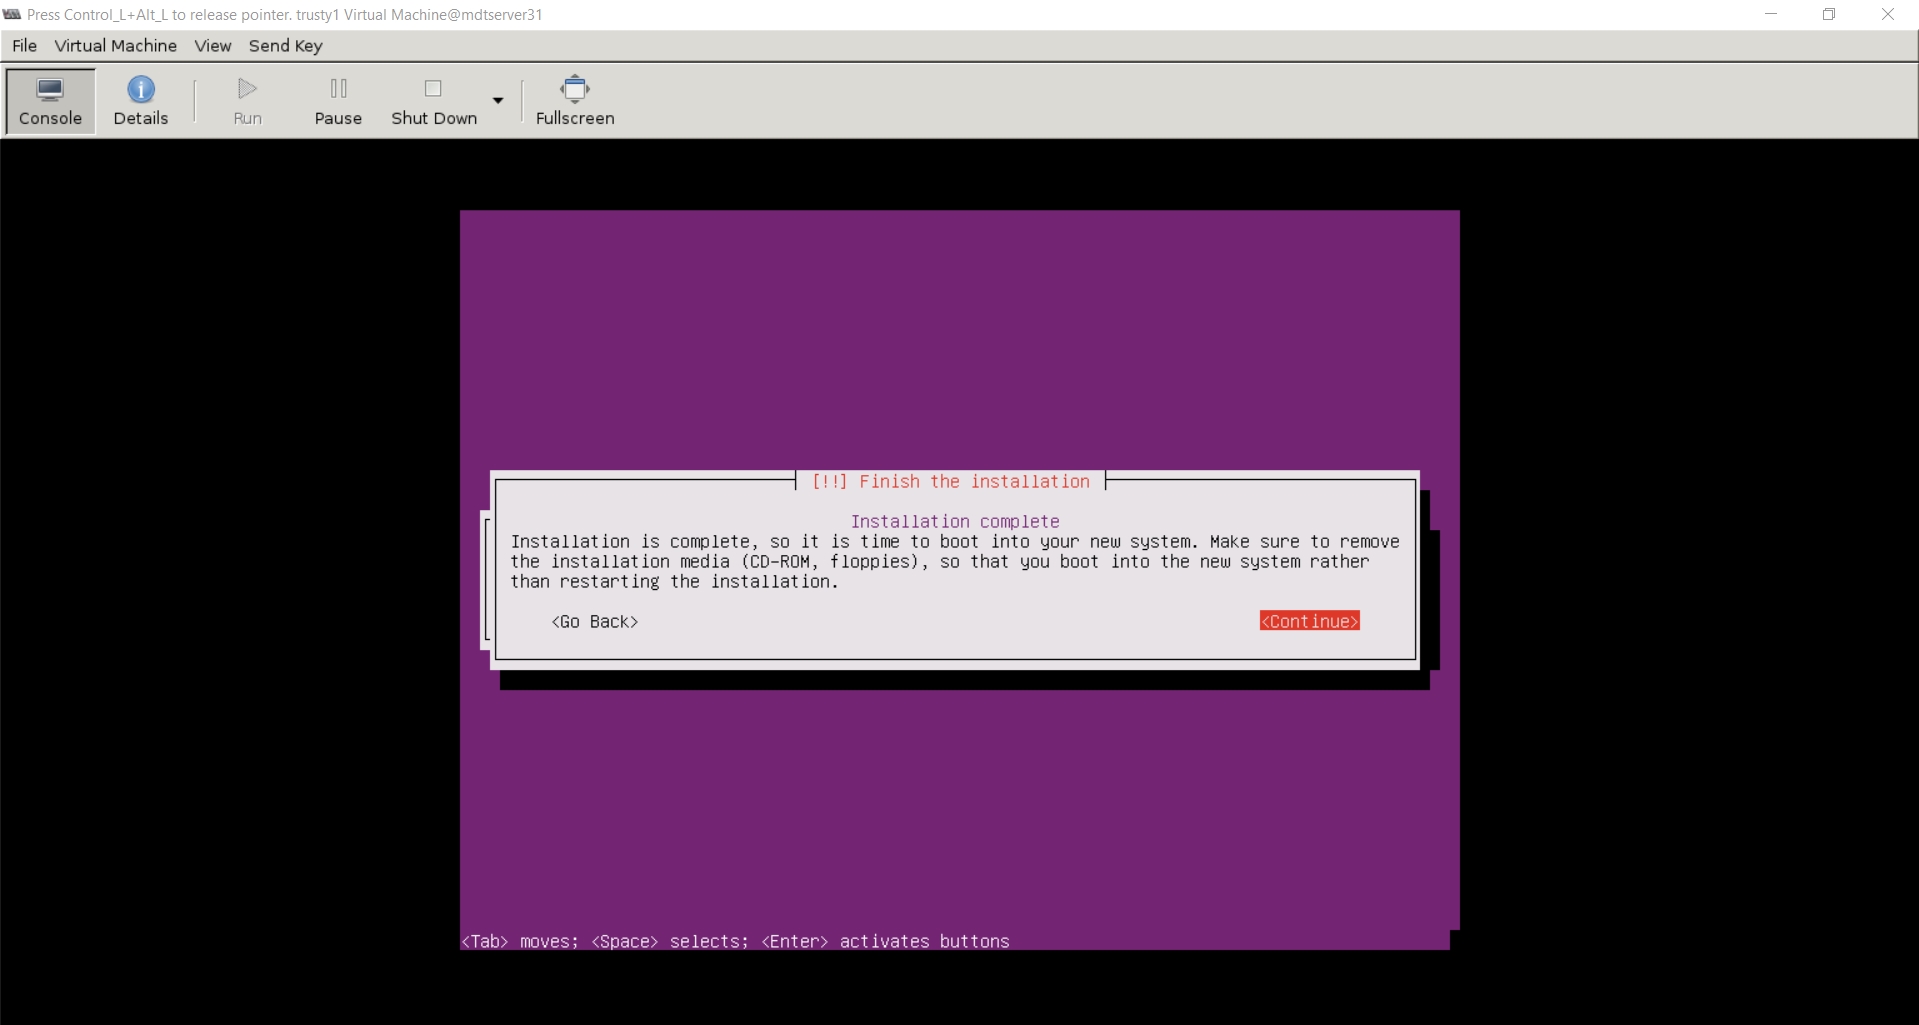 Press Control_L+Alt_L to release pointer. trusty1 Virtual Machine@mdtserver31
File Virtual Machine View Send Key
Console Details Run Pause Shut Down Fullscreen
[!!] Finish the installation
Installation complete
Installation is complete, so it is time to boot into your new system. Make sure to remove
the installation media (CD-ROM, floppies), so that you boot into the new system rather
than restarting the installation.
<Go Back> <Continue>
<Tab> moves; <Space> selects; <Enter> activates buttons